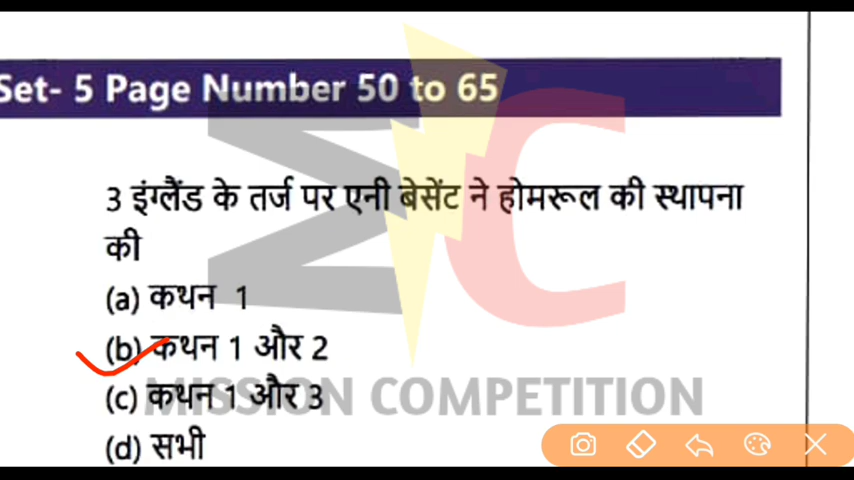 Set- 5 Page Number 50 to 65
3 इंग्लैंड के तर्ज पर एनी बेसेंट ने होमरूल की स्थापना
की
(a) कथन 1
(b) कथन 1 और 2
(c) कथन 1 और 3
MISSION COMPETITION
(d) सभी